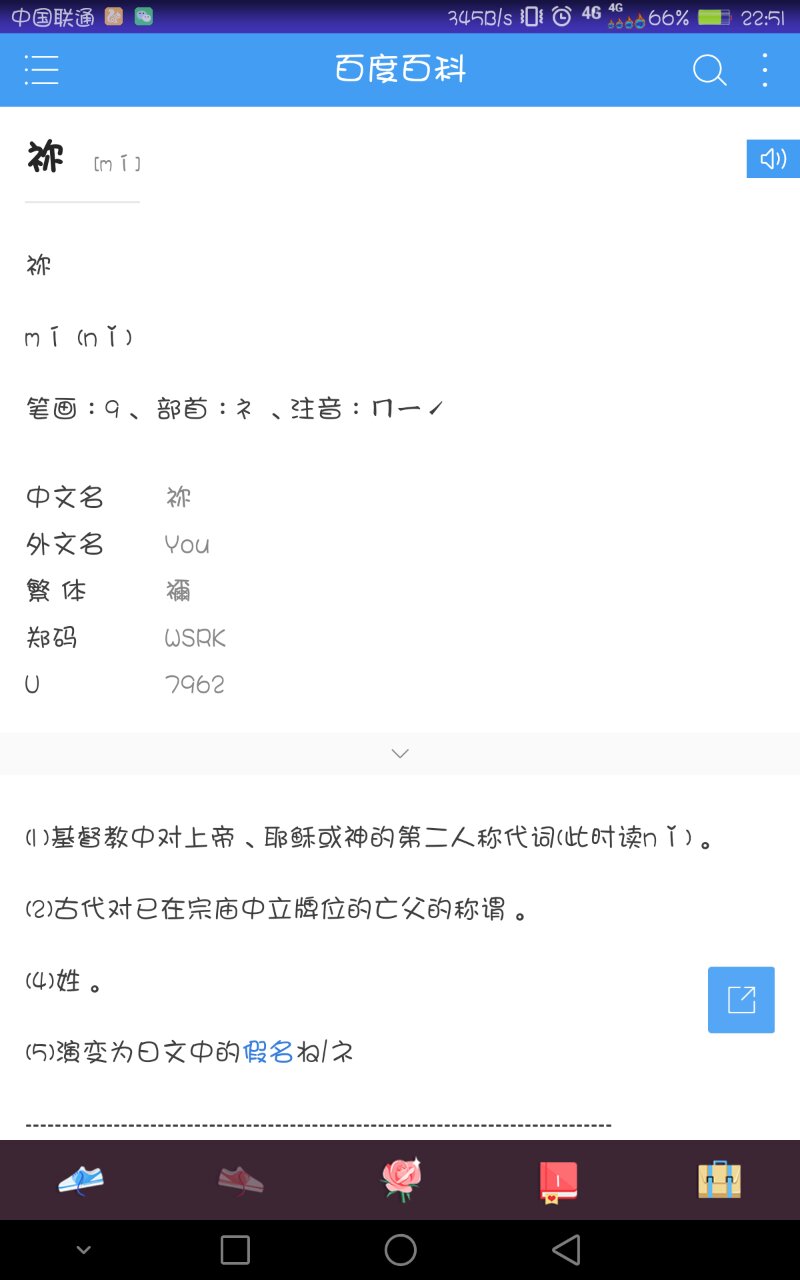 中国联通 345B/s 4G 4G 66% 22:51
百度百科
祢 [mí]
祢
mí (nǐ)
笔画：9、部首：礻、注音：ㄇㄧˊ
中文名 祢
外文名 You
繁 体 禰
郑码 WSRK
U 7962
⑴基督教中对上帝、耶稣或神的第二人称代词(此时读nǐ)。
⑵古代对已在宗庙中立牌位的亡父的称谓。
⑷姓。
⑸演变为日文中的假名ね/ネ
--------------------------------------------------------------------------------